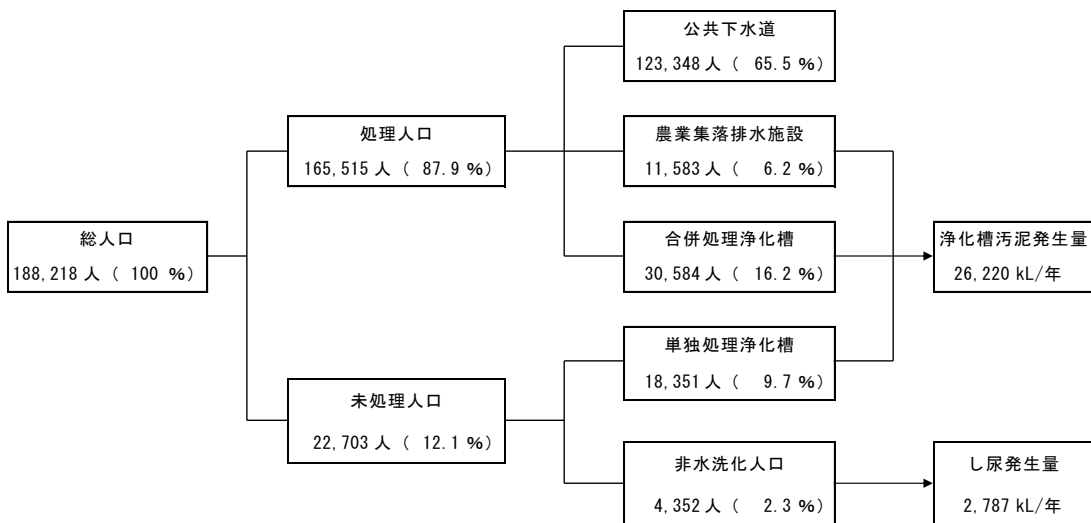 公共下水道
123,348 人 ( 65.5 %)
処理人口
165,515 人 ( 87.9 %)
農業集落排水施設
11,583 人 ( 6.2 %)
総人口
188,218 人 ( 100 %)
合併処理浄化槽
30,584 人 ( 16.2 %)
浄化槽汚泥発生量
26,220 kL/年
単独処理浄化槽
18,351 人 ( 9.7 %)
未処理人口
22,703 人 ( 12.1 %)
非水洗化人口
4,352 人 ( 2.3 %)
し尿発生量
2,787 kL/年